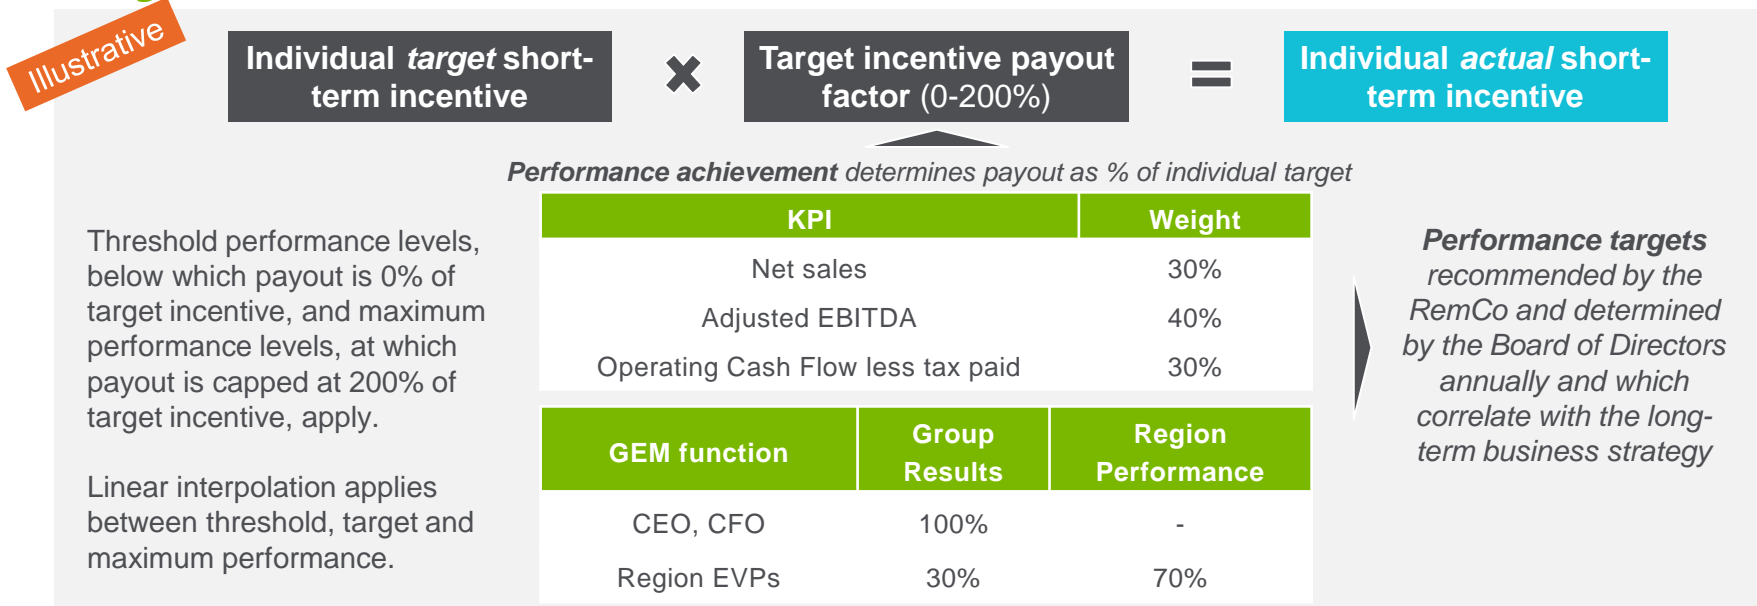 Illustrative
Individual target short-
term incentive
×
Target incentive payout
factor (0-200%)
=
Individual actual short-
term incentive
Performance achievement determines payout as % of individual target
Threshold performance levels,
below which payout is 0% of
target incentive, and maximum
performance levels, at which
payout is capped at 200% of
target incentive, apply.
Linear interpolation applies
between threshold, target and
maximum performance.
KPI Weight
Net sales 30%
Adjusted EBITDA 40%
Operating Cash Flow less tax paid 30%
GEM function Group Results Region Performance
CEO, CFO 100% -
Region EVPs 30% 70%
Performance targets
recommended by the
RemCo and determined
by the Board of Directors
annually and which
correlate with the long-
term business strategy